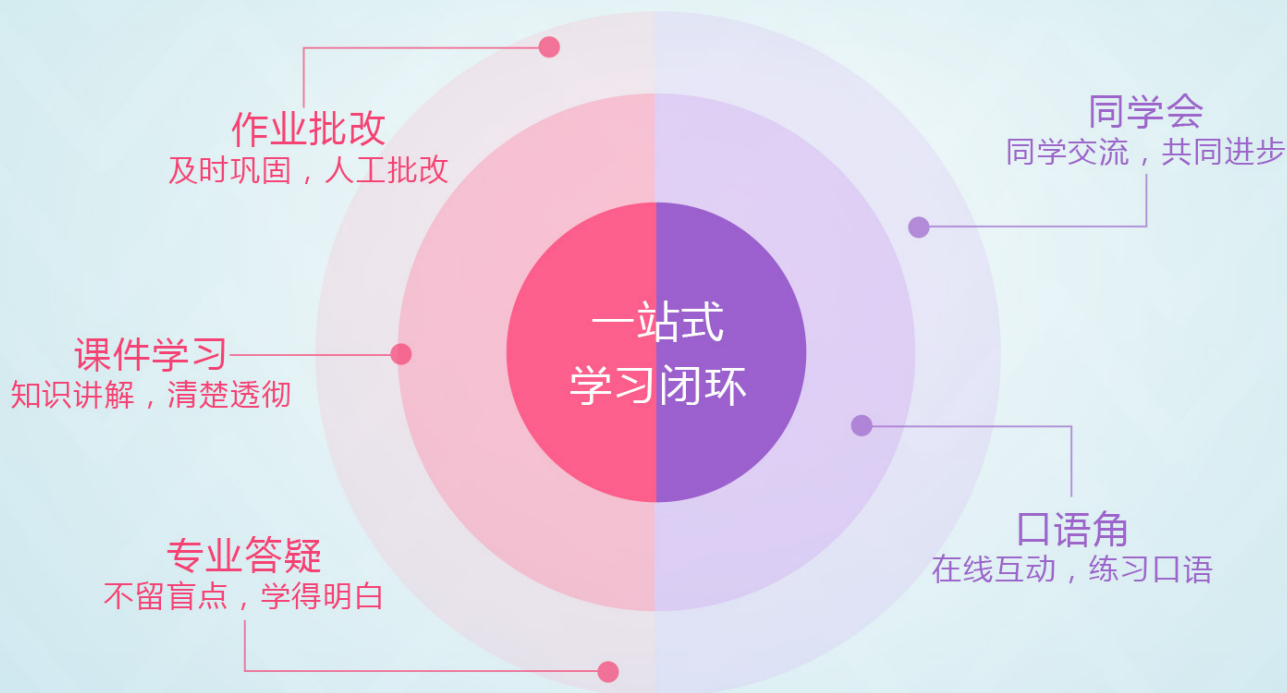 作业批改
及时巩固，人工批改
课件学习
知识讲解，清楚透彻
专业答疑
不留盲点，学得明白
一站式
学习闭环
同学会
同学交流，共同进步
口语角
在线互动，练习口语